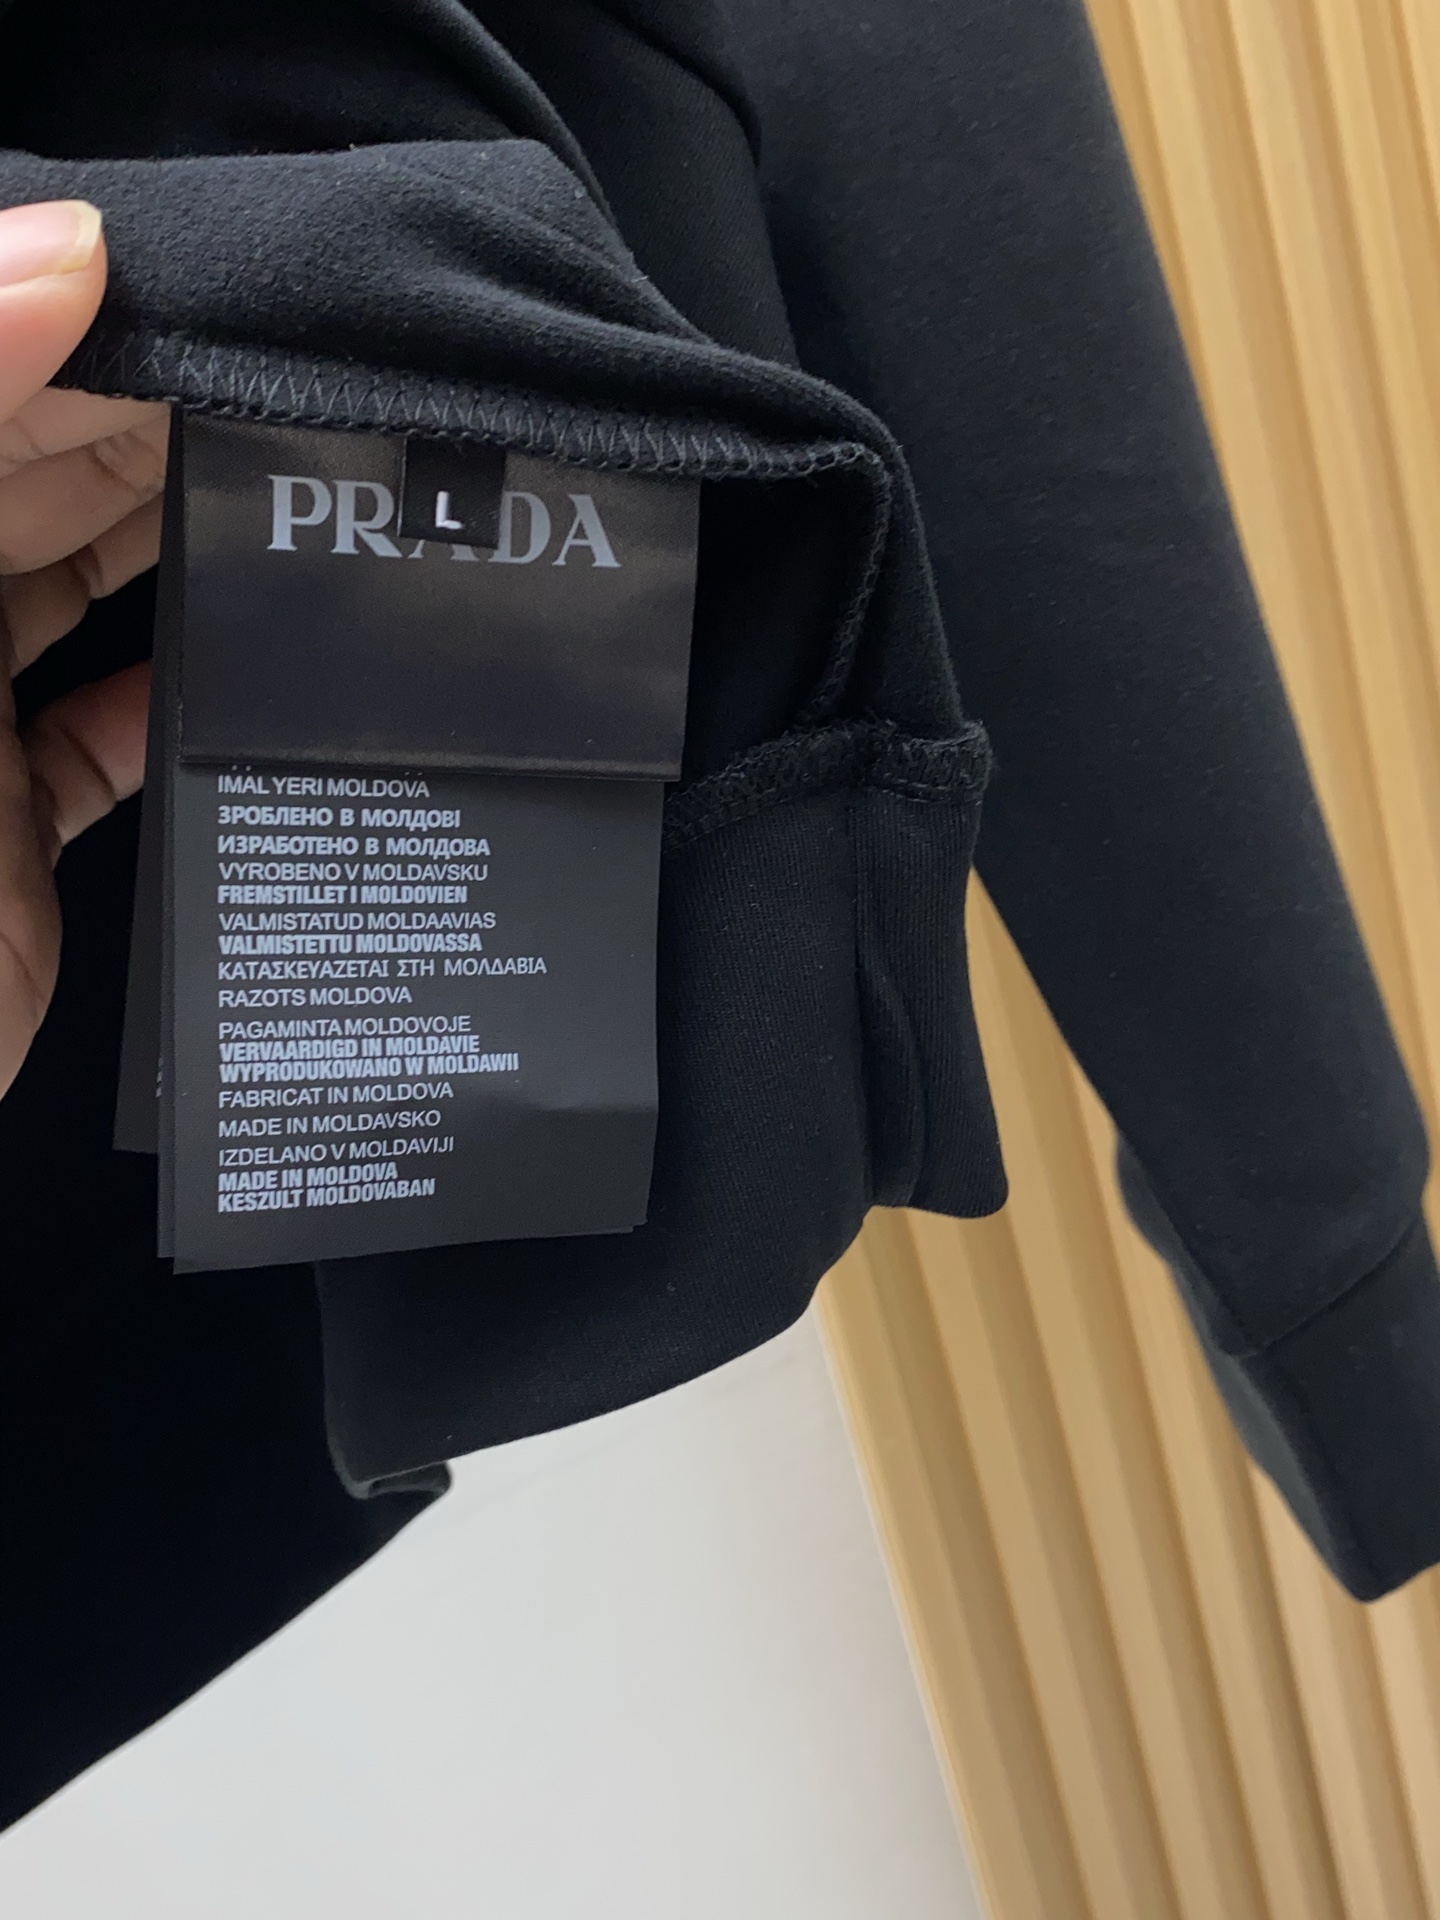 PRADA
L
IMAL YERI MOLDOVA
ЗРОБЛЕНО В МОЛДОВІ
ИЗРАБОТЕНО В МОЛДОВА
VYROBENO V MOLDAVSKU
FREMSTILLET I MOLDOVIEN
VALMISTATUD MOLDAAVIAS
VALMISTETTU MOLDOVASSA
ΚΑΤΑΣΚΕΥΑΖΕΤΑΙ ΣΤΗ ΜΟΛΔΑΒΙΑ
RAZOTS MOLDOVA
PAGAMINTA MOLDOVOJE
VERVAARDIGD IN MOLDAVIE
WYPRODUKOWANO W MOLDAWII
FABRICAT IN MOLDOVA
MADE IN MOLDAVSKO
IZDELANO V MOLDAVIJI
MADE IN MOLDOVA
KESZULT MOLDOVABAN